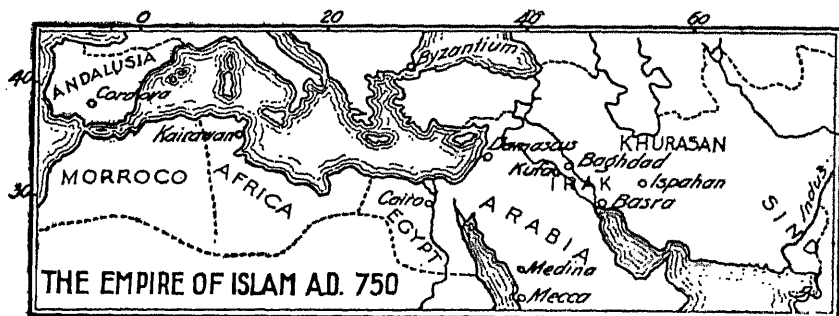 0 20 40 60
Byzantium
ANDALUSIA
40
Cordova
KHURASAN
Kairawan
Damascus
Baghdad
Kufa
IRAK
Ispahan
MORROCO
AFRICA
30
Cairo
Basra
Indus
SIND
EGYPT
ARABIA
Medina
THE EMPIRE OF ISLAM A.D. 750
Mecca